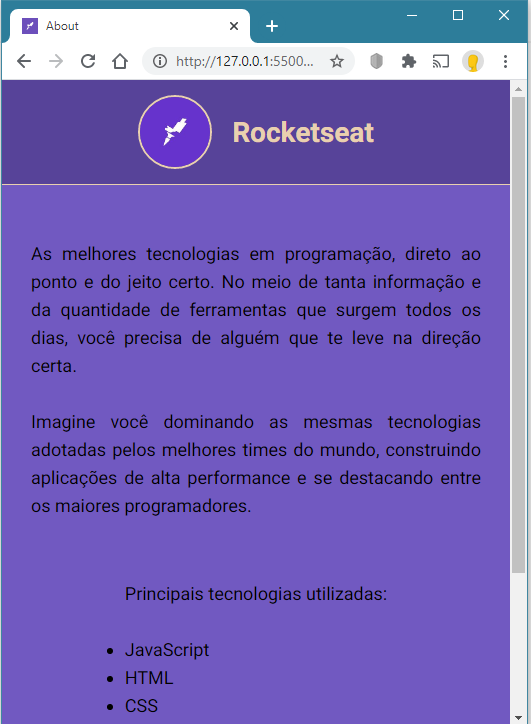 About
http://127.0.0.1:5500...
Rocketseat
As melhores tecnologias em programação, direto ao
ponto e do jeito certo. No meio de tanta informação e
da quantidade de ferramentas que surgem todos os
dias, você precisa de alguém que te leve na direção
certa.
Imagine você dominando as mesmas tecnologias
adotadas pelos melhores times do mundo, construindo
aplicações de alta performance e se destacando entre
os maiores programadores.
Principais tecnologias utilizadas:
• JavaScript
• HTML
• CSS